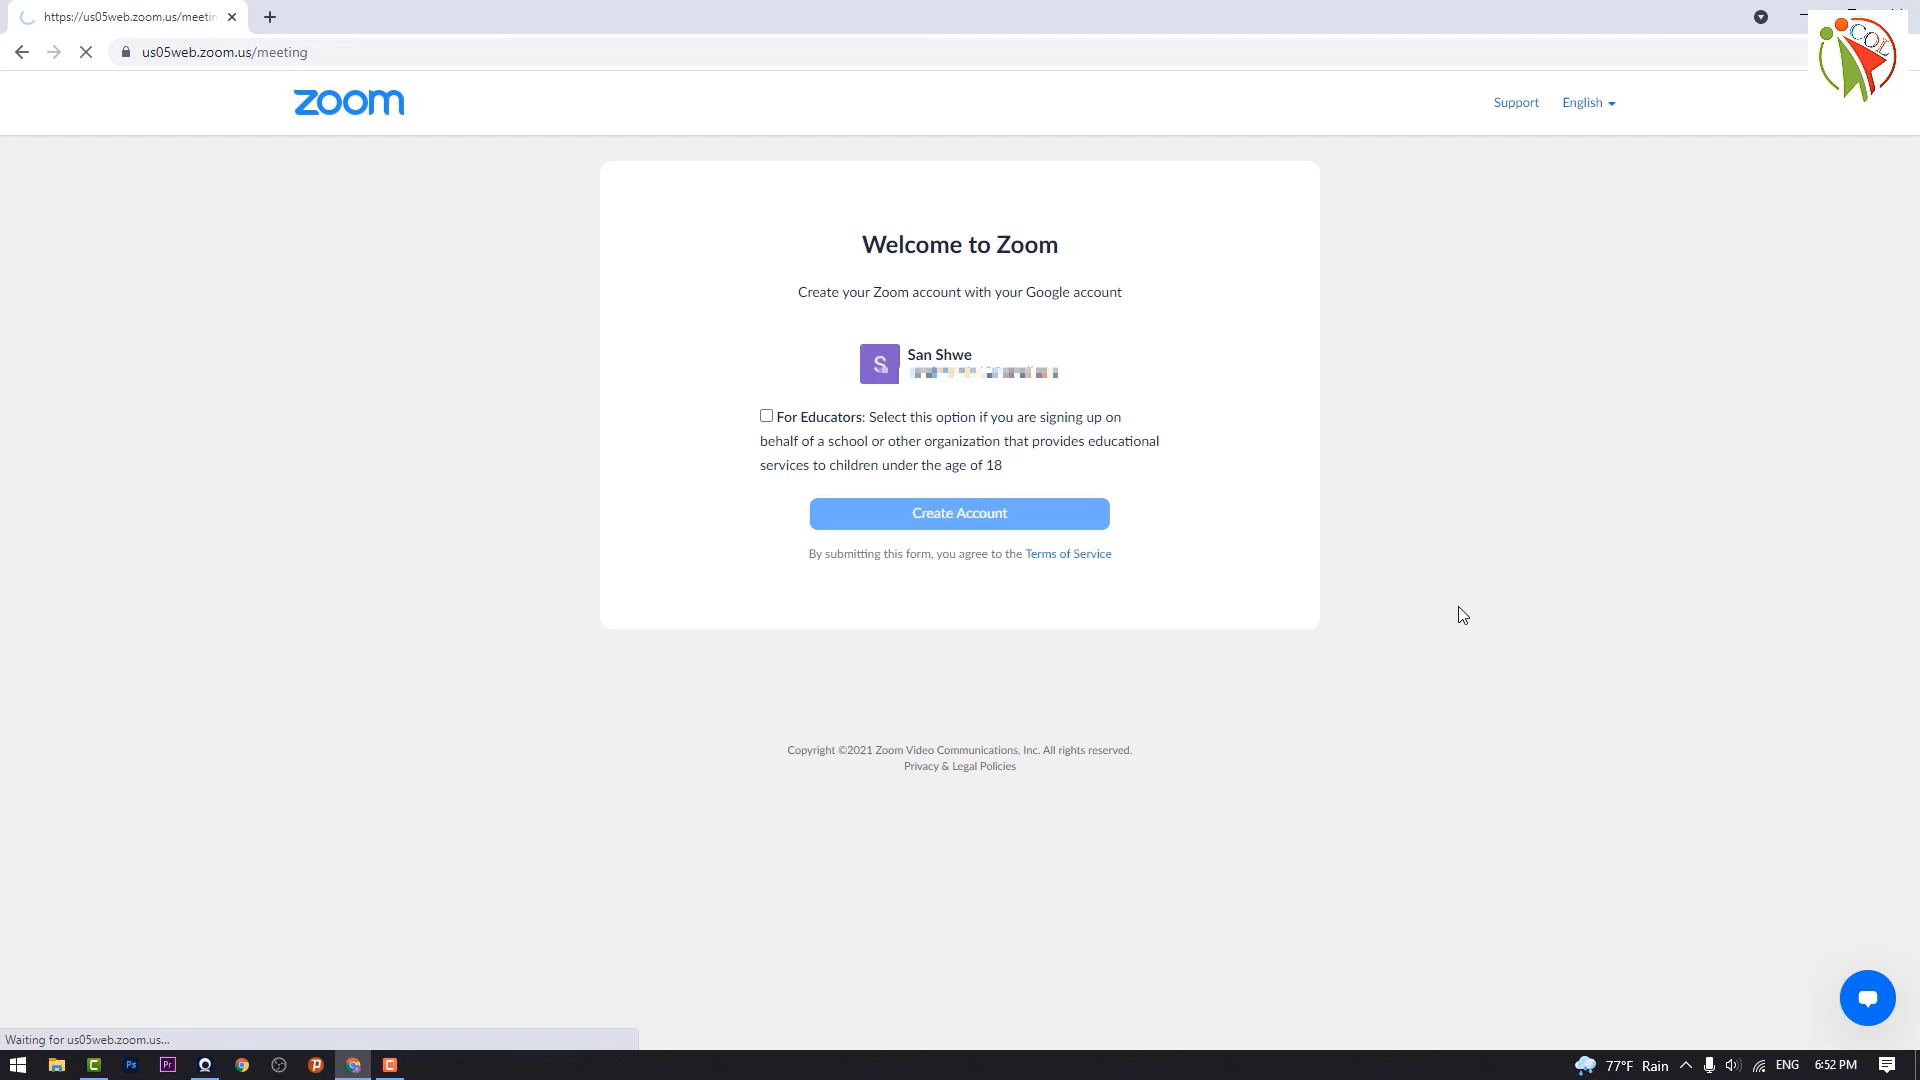 https://us05web.zoom.us/meetin
us05web.zoom.us/meeting
COL
zoom
Support
English
Welcome to Zoom
Create your Zoom account with your Google account
S
San Shwe
For Educators: Select this option if you are signing up on
behalf of a school or other organization that provides educational
services to children under the age of 18
Create Account
By submitting this form, you agree to the Terms of Service
Copyright ©2021 Zoom Video Communications, Inc. All rights reserved.
Privacy & Legal Policies
Waiting for us05web.zoom.us...
Ps
Pr
77°F Rain
ENG
6:52 PM